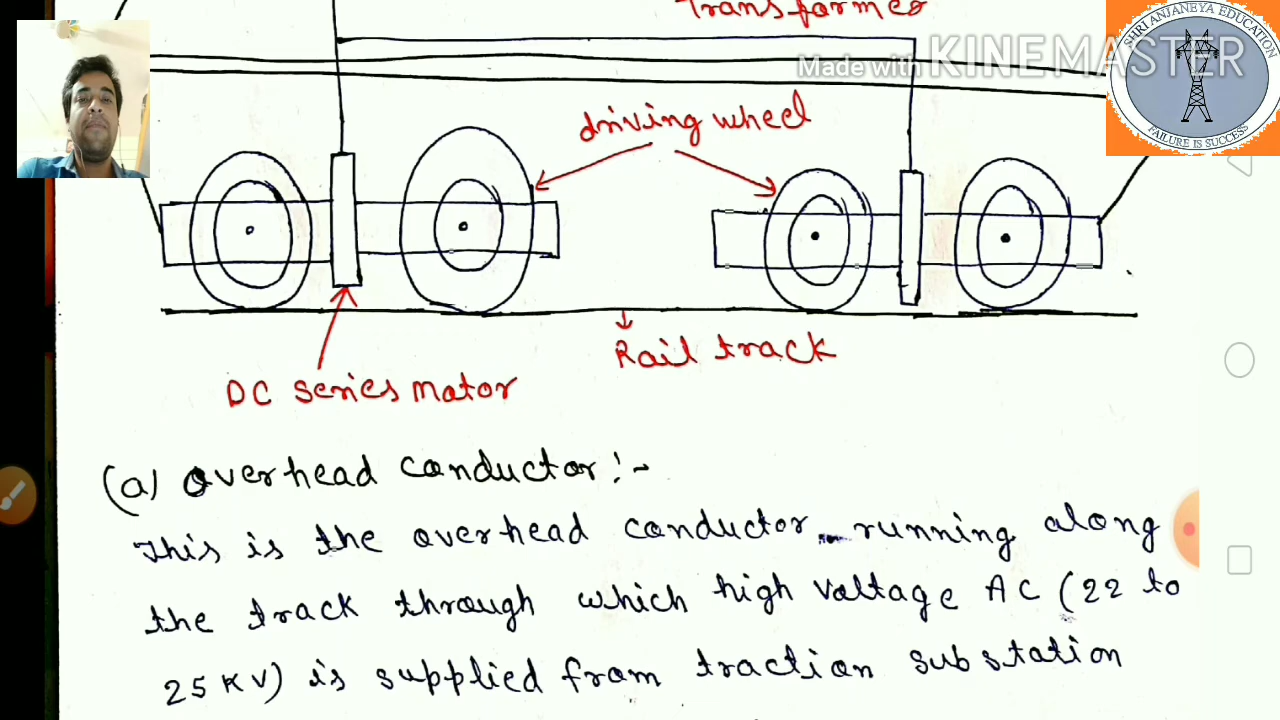 Transformer
SHRI ANJANEYA EDUCATION
FAILURE IS SUCCESS
Made with KINEMASTER
driving wheel
Rail track
DC series Motor
(a) Overhead conductor :-
This is the overhead conductor running along
the track through which high voltage AC (22 to
25 KV) is supplied from traction substation